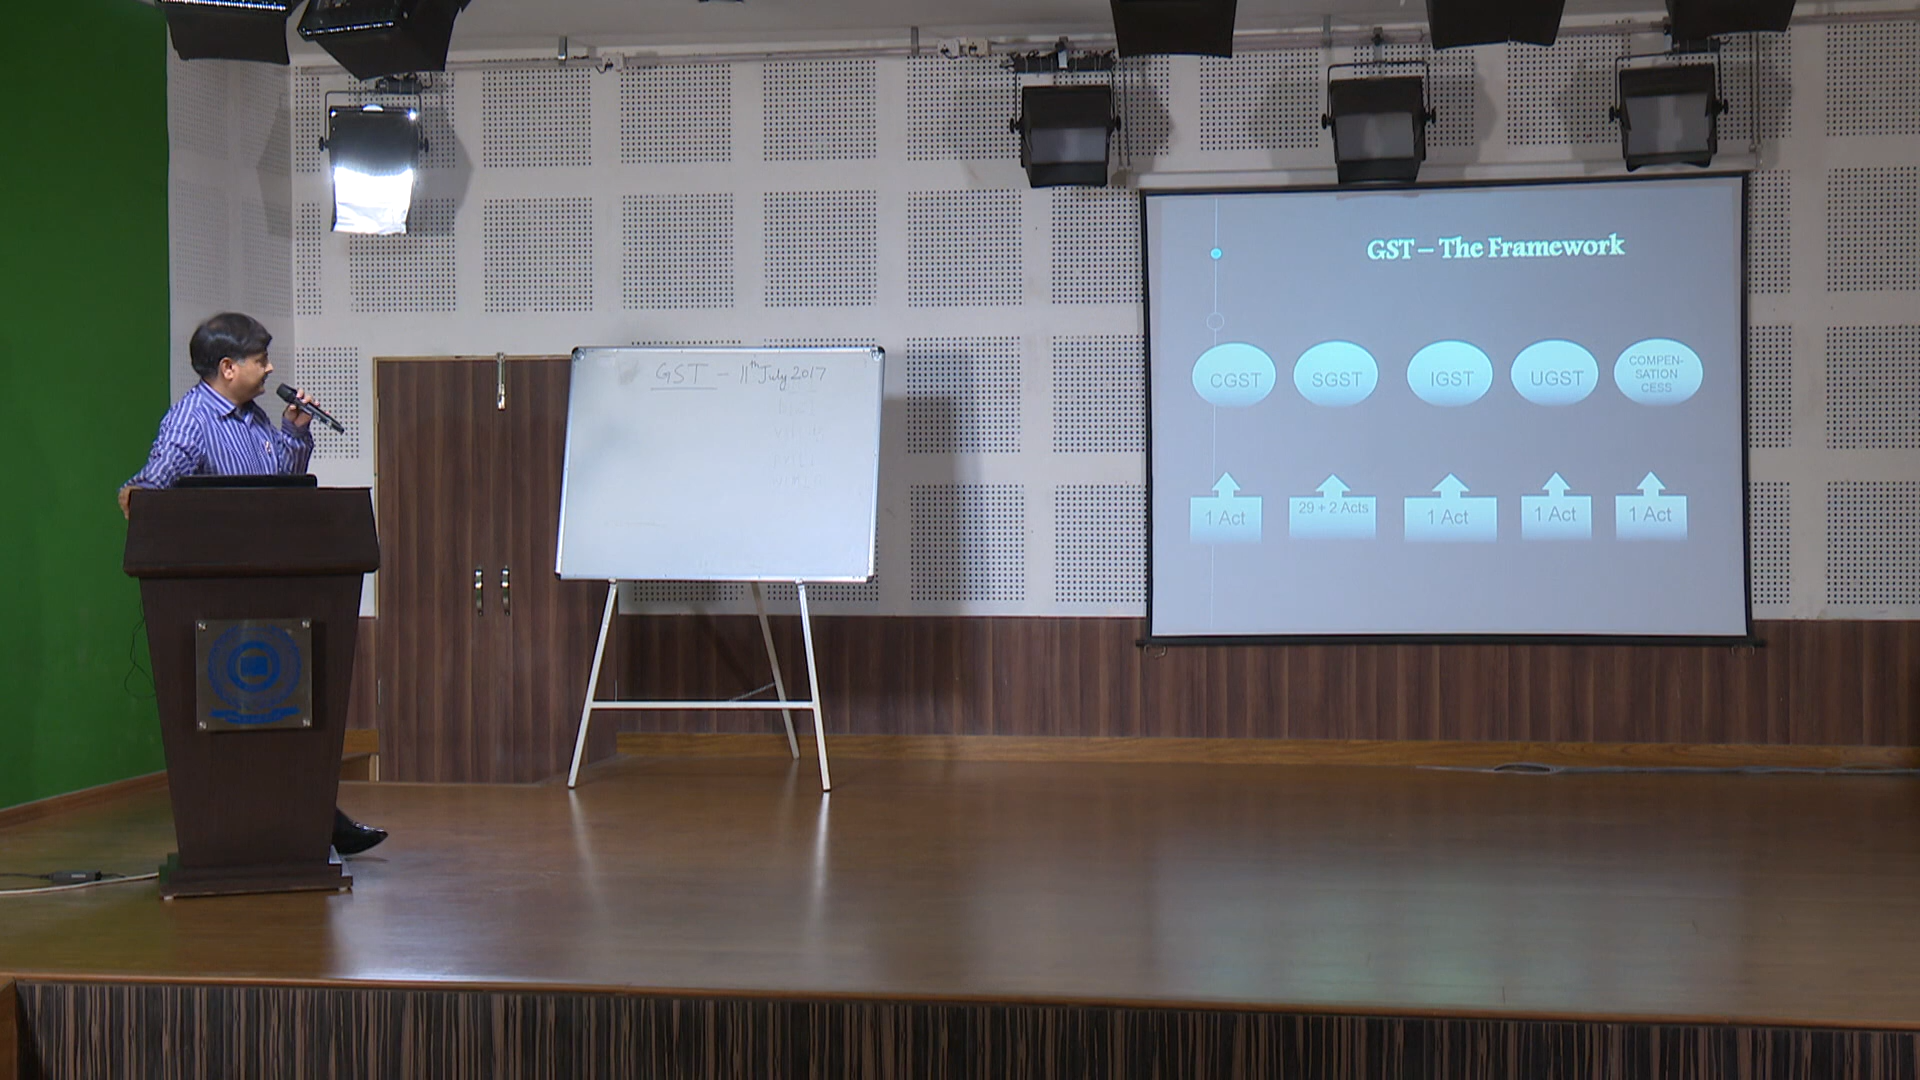 GST – 11th July 2017
GST – The Framework
CGST
SGST
IGST
UGST
COMPEN-
SATION
CESS
1 Act
29 + 2 Acts
1 Act
1 Act
1 Act